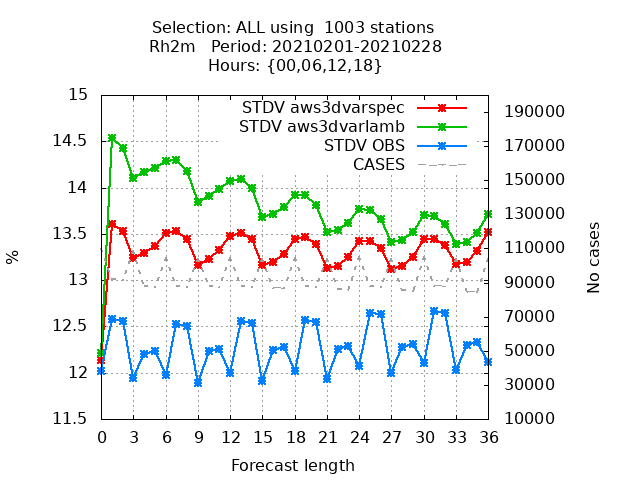 Selection: ALL using  1003 stations
Rh2m   Period: 20210201-20210228
Hours: {00,06,12,18}
STDV aws3dvarspec
STDV aws3dvarlamb
STDV OBS
CASES
%
15
14.5
14
13.5
13
12.5
12
11.5
No cases
190000
170000
150000
130000
110000
90000
70000
50000
30000
10000
0 3 6 9 12 15 18 21 24 27 30 33 36
Forecast length